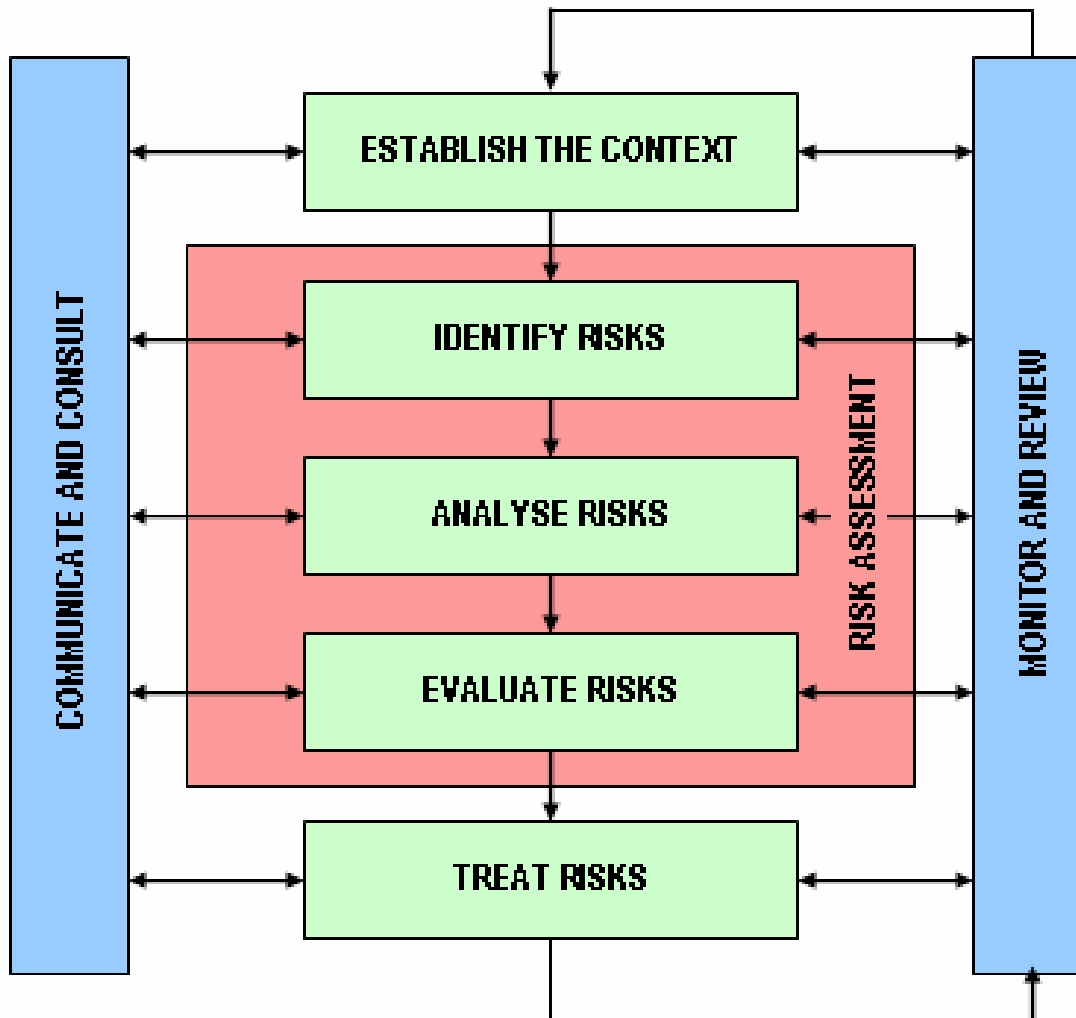 ESTABLISH THE CONTEXT
COMMUNICATE AND CONSULT
IDENTIFY RISKS
ANALYSE RISKS
EVALUATE RISKS
RISK ASSESSMENT
MONITOR AND REVIEW
TREAT RISKS